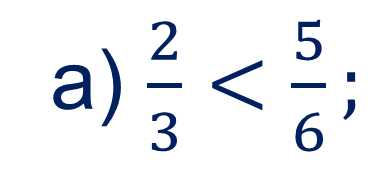 a) 2/3 < 5/6;